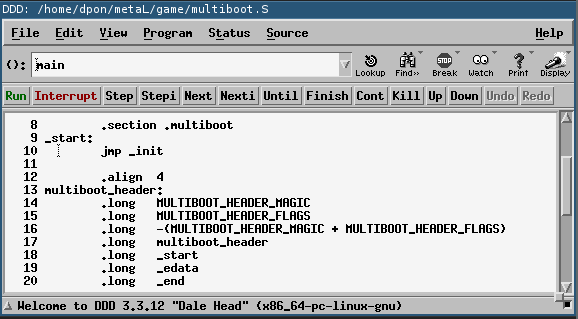 DDD: /home/dpon/metaL/game/multiboot.S
File Edit View Program Status Source Help
(): main Lookup Find>> Break Watch Print Display
STOP
Run Interrupt Step Stepi Next Nexti Until Finish Cont Kill Up Down Undo Redo
8 .section .multiboot
9 _start:
10 jmp _init
11
12 .align 4
13 multiboot_header:
14 .long MULTIBOOT_HEADER_MAGIC
15 .long MULTIBOOT_HEADER_FLAGS
16 .long -(MULTIBOOT_HEADER_MAGIC + MULTIBOOT_HEADER_FLAGS)
17 .long multiboot_header
18 .long _start
19 .long _edata
20 .long _end
Welcome to DDD 3.3.12 "Dale Head" (x86_64-pc-linux-gnu)